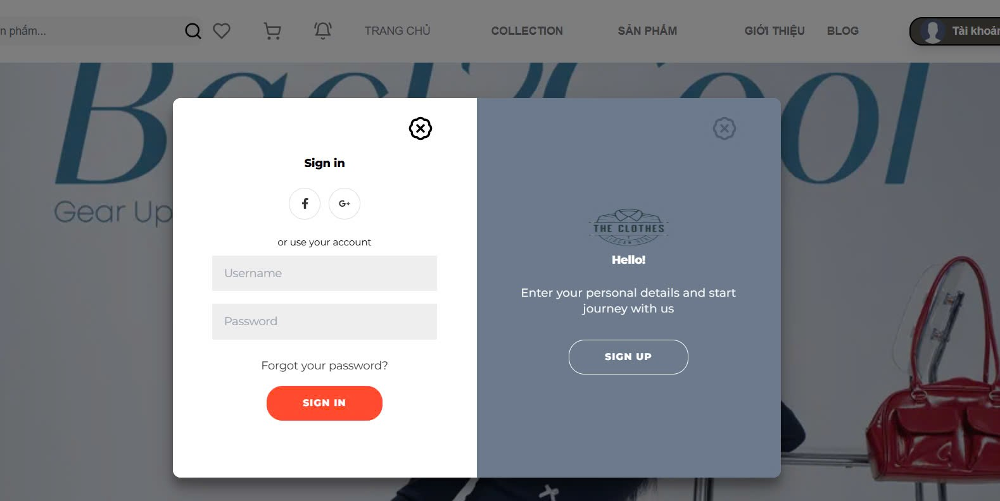 n phẩm...
TRANG CHỦ
COLLECTION
SẢN PHẨM
GIỚI THIỆU
BLOG
Tài khoản
Gear Up
Sign in
G+
or use your account
Username
Password
Forgot your password?
SIGN IN
THE CLOTHES
Hello!
Enter your personal details and start
journey with us
SIGN UP